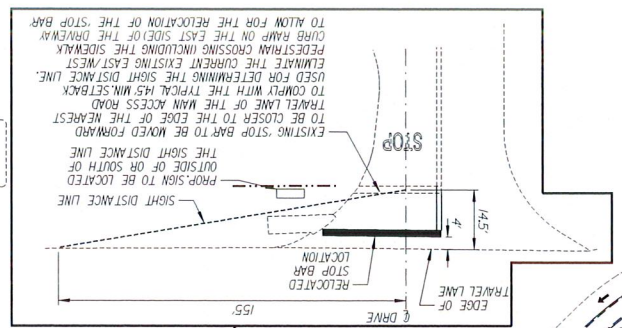 EDGE OF
TRAVEL LANE
℄ DRIVE
155'
RELOCATED
STOP BAR
LOCATION
4'
14.5'
SIGHT DISTANCE LINE
PROP. SIGN TO BE LOCATED
OUTSIDE OF OR SOUTH OF
THE SIGHT DISTANCE LINE
STOP
EXISTING 'STOP' BAR TO BE MOVED FORWARD
TO BE CLOSER TO THE EDGE OF THE NEAREST
TRAVEL LANE OF THE MAIN ACCESS ROAD
TO COMPLY WITH THE TYPICAL 14.5' MIN. SETBACK
USED FOR DETERMINING THE SIGHT DISTANCE LINE.
ELIMINATE THE CURRENT EXISTING EAST/WEST
PEDESTRIAN CROSSING (INCLUDING THE SIDEWALK
CURB RAMP ON THE EAST SIDE) OF THE DRIVEWAY
TO ALLOW FOR THE RELOCATION OF THE 'STOP' BAR